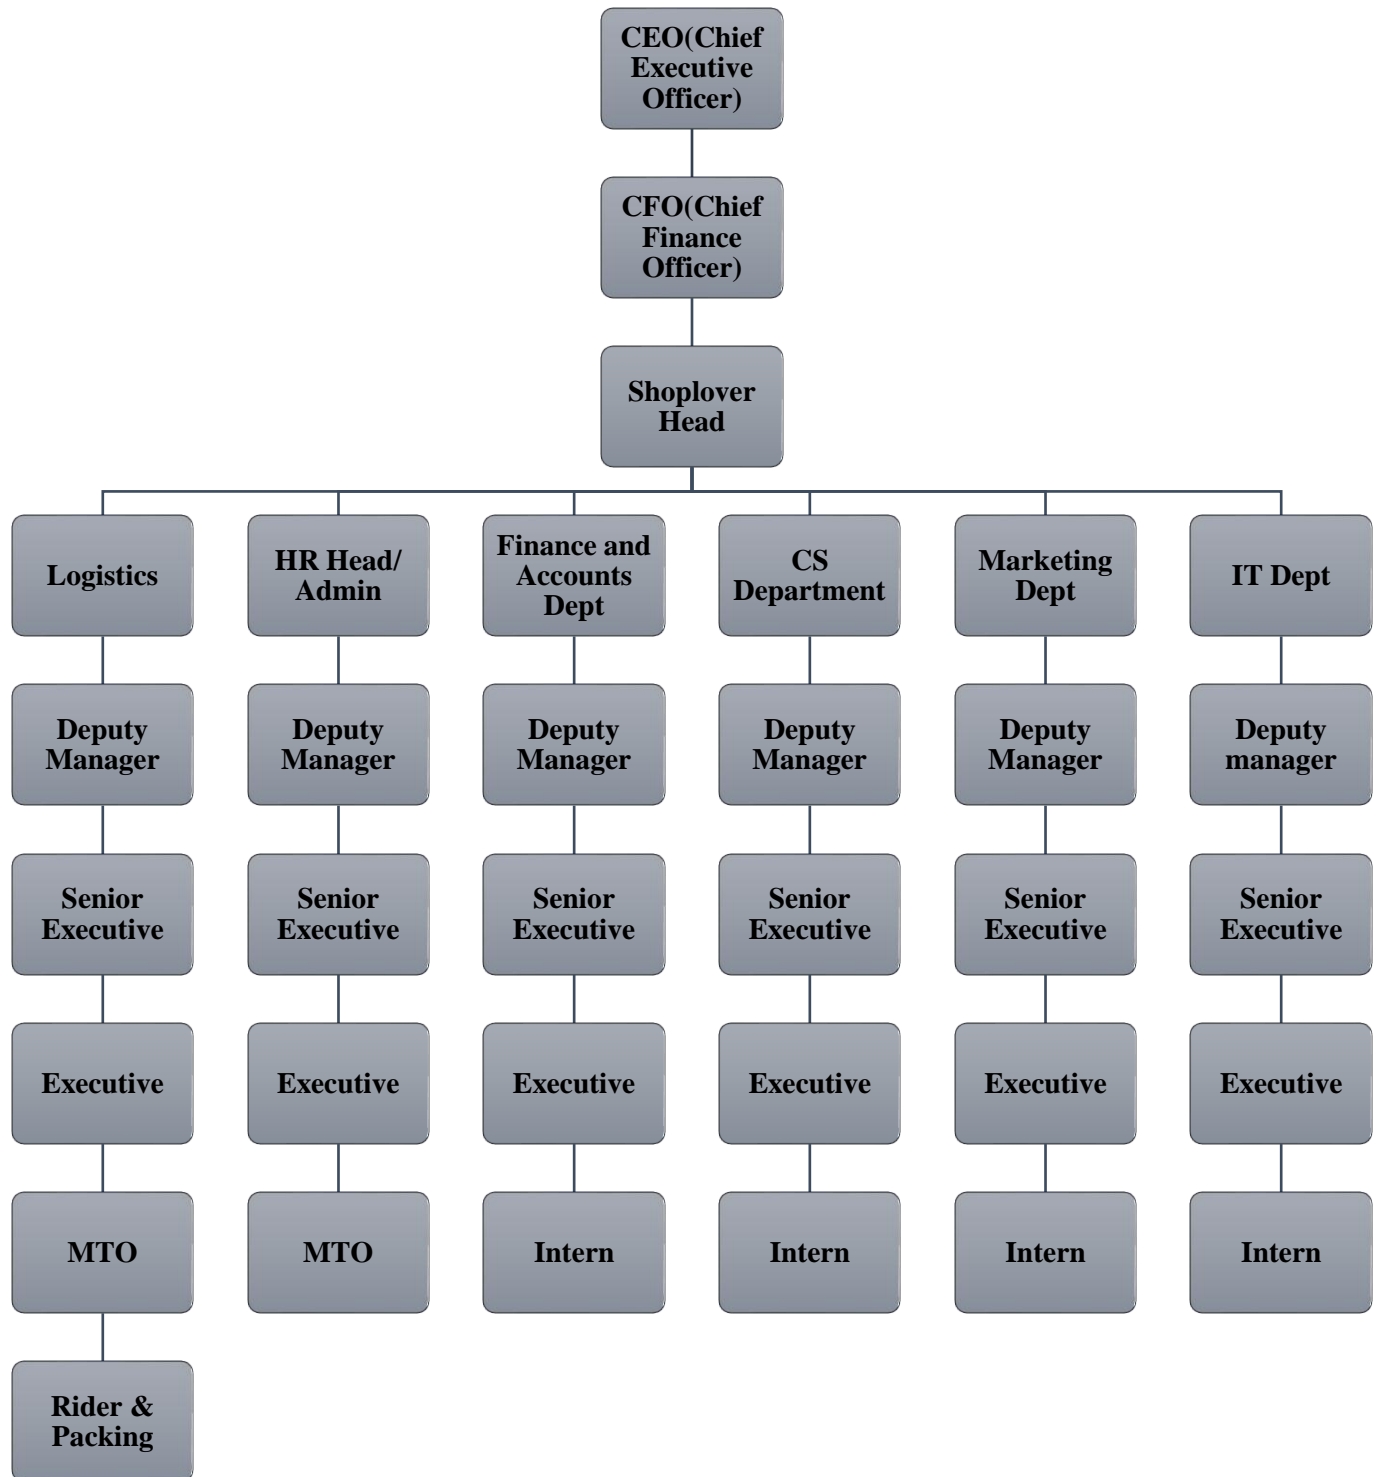 CEO(Chief
Executive
Officer)
CFO(Chief
Finance
Officer)
Shoplover
Head
Logistics
HR Head/
Admin
Finance and
Accounts
Dept
CS
Department
Marketing
Dept
IT Dept
Deputy
Manager
Deputy
Manager
Deputy
Manager
Deputy
Manager
Deputy
Manager
Deputy
manager
Senior
Executive
Senior
Executive
Senior
Executive
Senior
Executive
Senior
Executive
Senior
Executive
Executive
Executive
Executive
Executive
Executive
Executive
MTO
MTO
Intern
Intern
Intern
Intern
Rider &
Packing